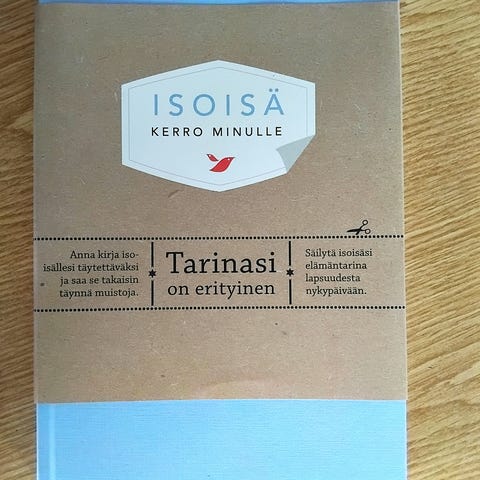 ISOISÄ
KERRO MINULLE
Anna kirja iso-
isällesi täytettäväksi
ja saa se takaisin
täynnä muistoja.
Tarinasi
on erityinen
Säilytä isoisäsi
elämäntarina
lapsuudesta
nykypäivään.